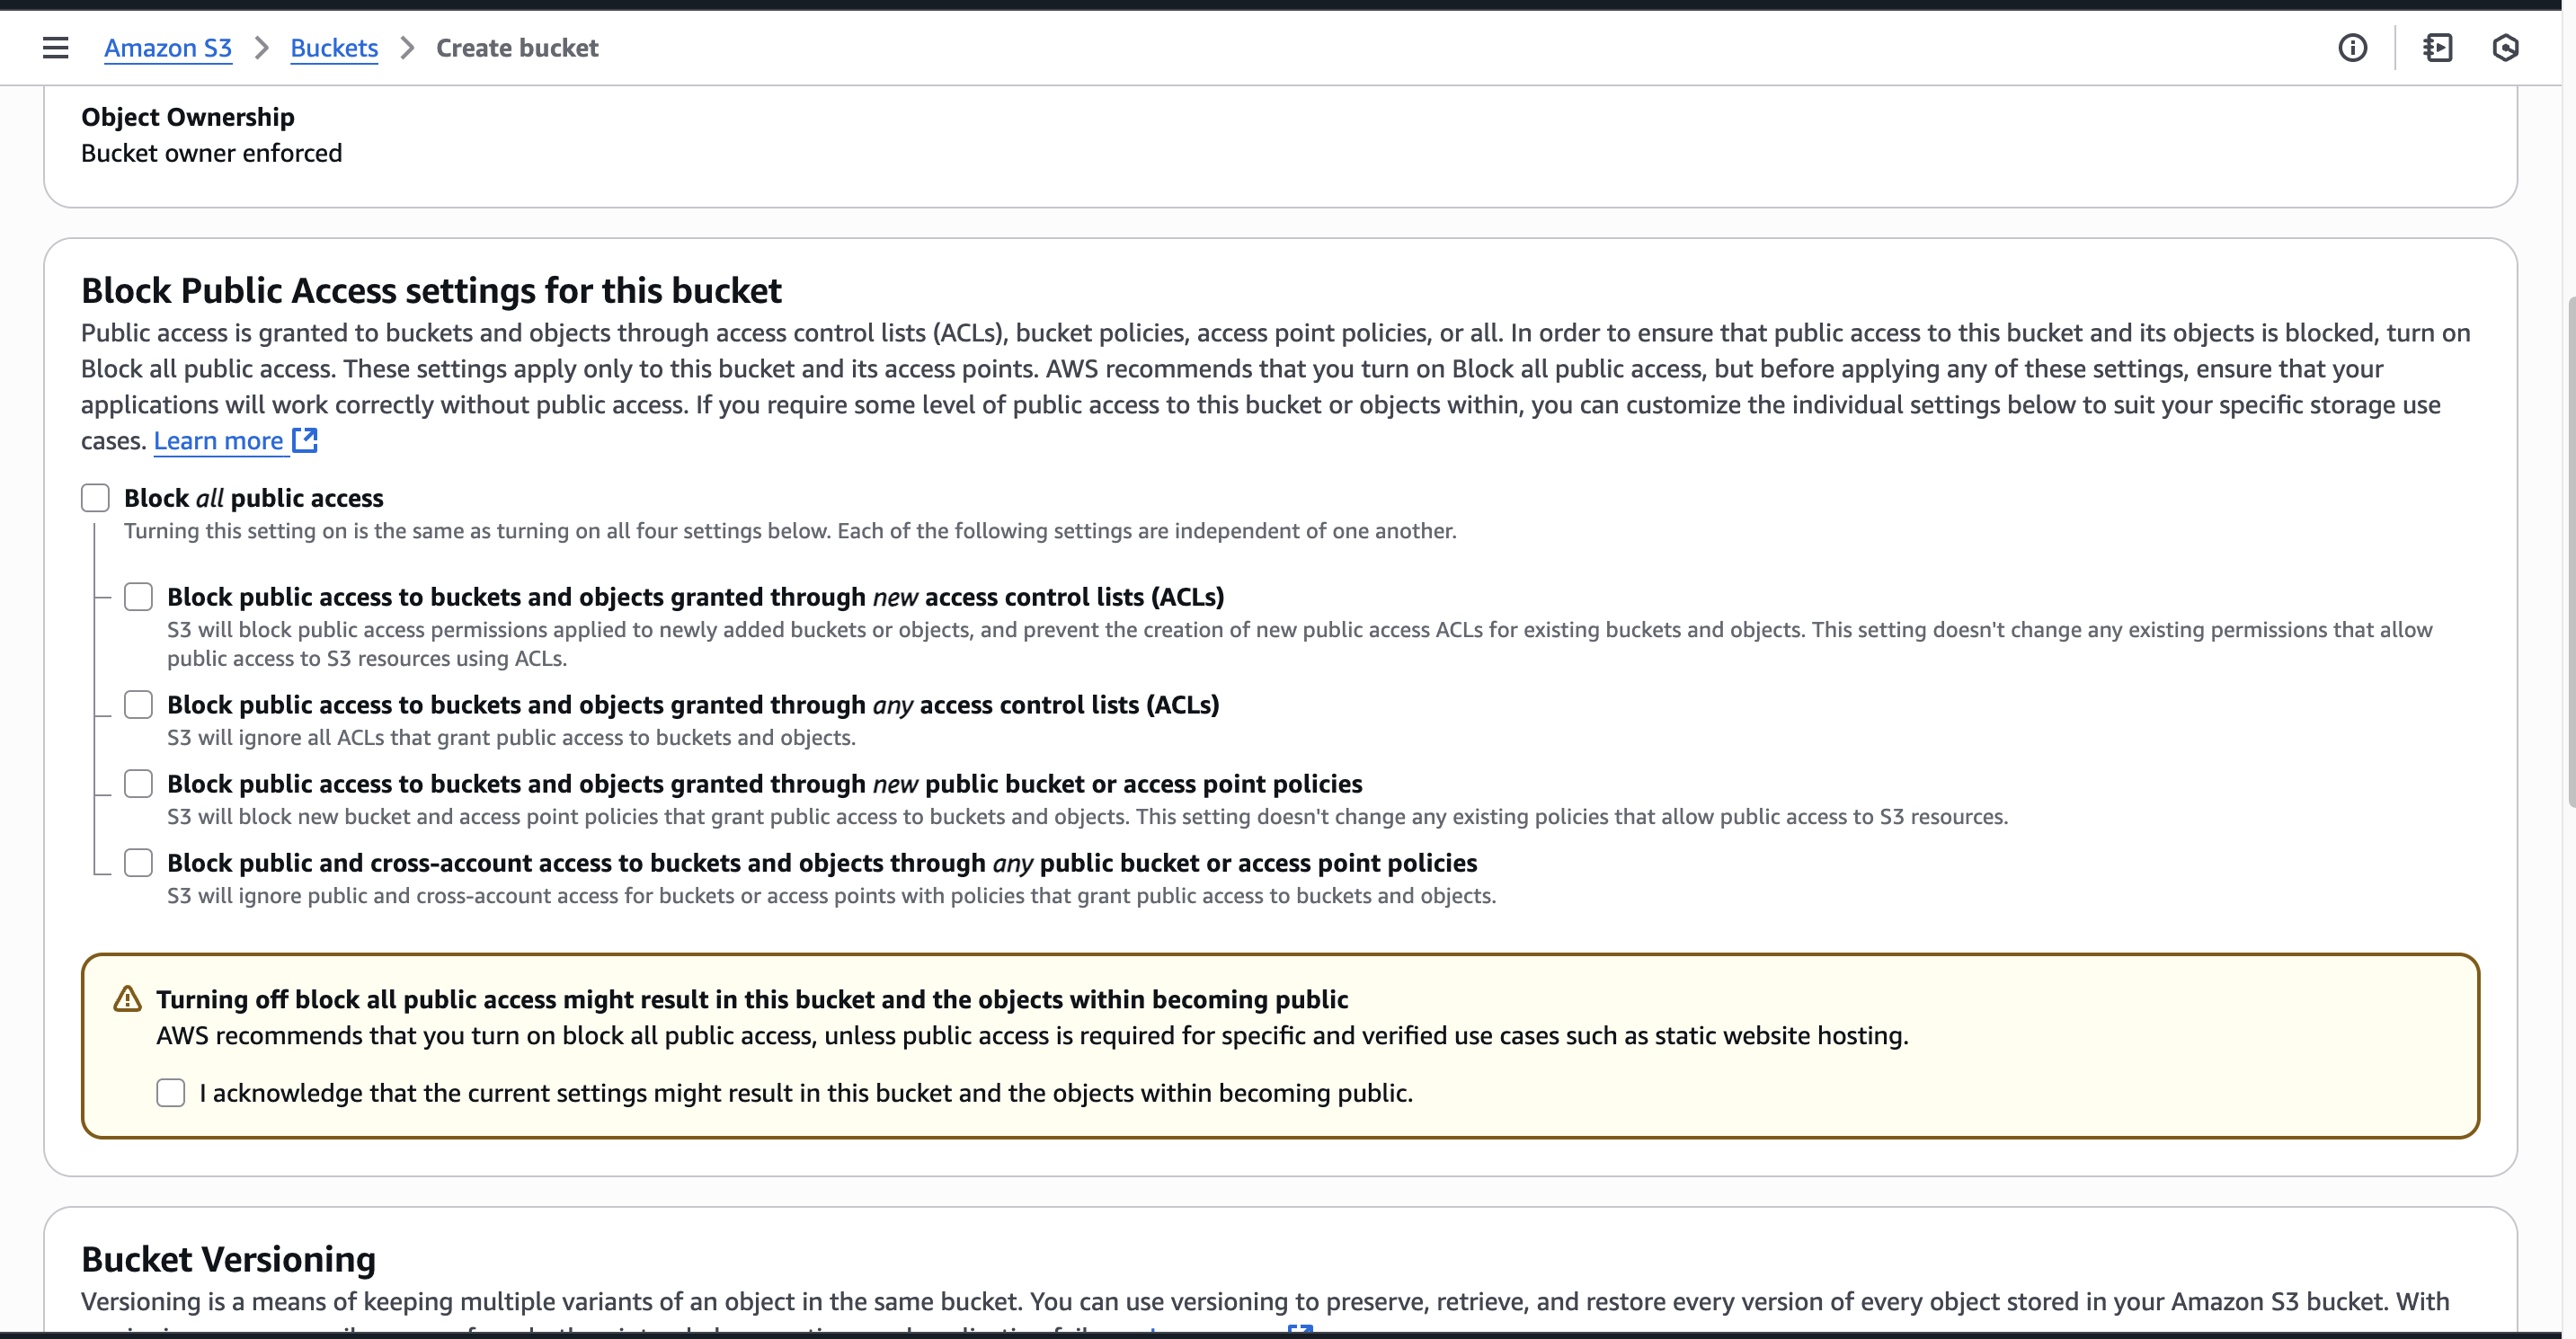 Amazon S3 > Buckets > Create bucket
Object Ownership
Bucket owner enforced
Block Public Access settings for this bucket
Public access is granted to buckets and objects through access control lists (ACLs), bucket policies, access point policies, or all. In order to ensure that public access to this bucket and its objects is blocked, turn on
Block all public access. These settings apply only to this bucket and its access points. AWS recommends that you turn on Block all public access, but before applying any of these settings, ensure that your
applications will work correctly without public access. If you require some level of public access to this bucket or objects within, you can customize the individual settings below to suit your specific storage use
cases. Learn more
Block all public access
Turning this setting on is the same as turning on all four settings below. Each of the following settings are independent of one another.
Block public access to buckets and objects granted through new access control lists (ACLs)
S3 will block public access permissions applied to newly added buckets or objects, and prevent the creation of new public access ACLs for existing buckets and objects. This setting doesn't change any existing permissions that allow
public access to S3 resources using ACLs.
Block public access to buckets and objects granted through any access control lists (ACLs)
S3 will ignore all ACLs that grant public access to buckets and objects.
Block public access to buckets and objects granted through new public bucket or access point policies
S3 will block new bucket and access point policies that grant public access to buckets and objects. This setting doesn't change any existing policies that allow public access to S3 resources.
Block public and cross-account access to buckets and objects through any public bucket or access point policies
S3 will ignore public and cross-account access for buckets or access points with policies that grant public access to buckets and objects.
Turning off block all public access might result in this bucket and the objects within becoming public
AWS recommends that you turn on block all public access, unless public access is required for specific and verified use cases such as static website hosting.
I acknowledge that the current settings might result in this bucket and the objects within becoming public.
Bucket Versioning
Versioning is a means of keeping multiple variants of an object in the same bucket. You can use versioning to preserve, retrieve, and restore every version of every object stored in your Amazon S3 bucket. With